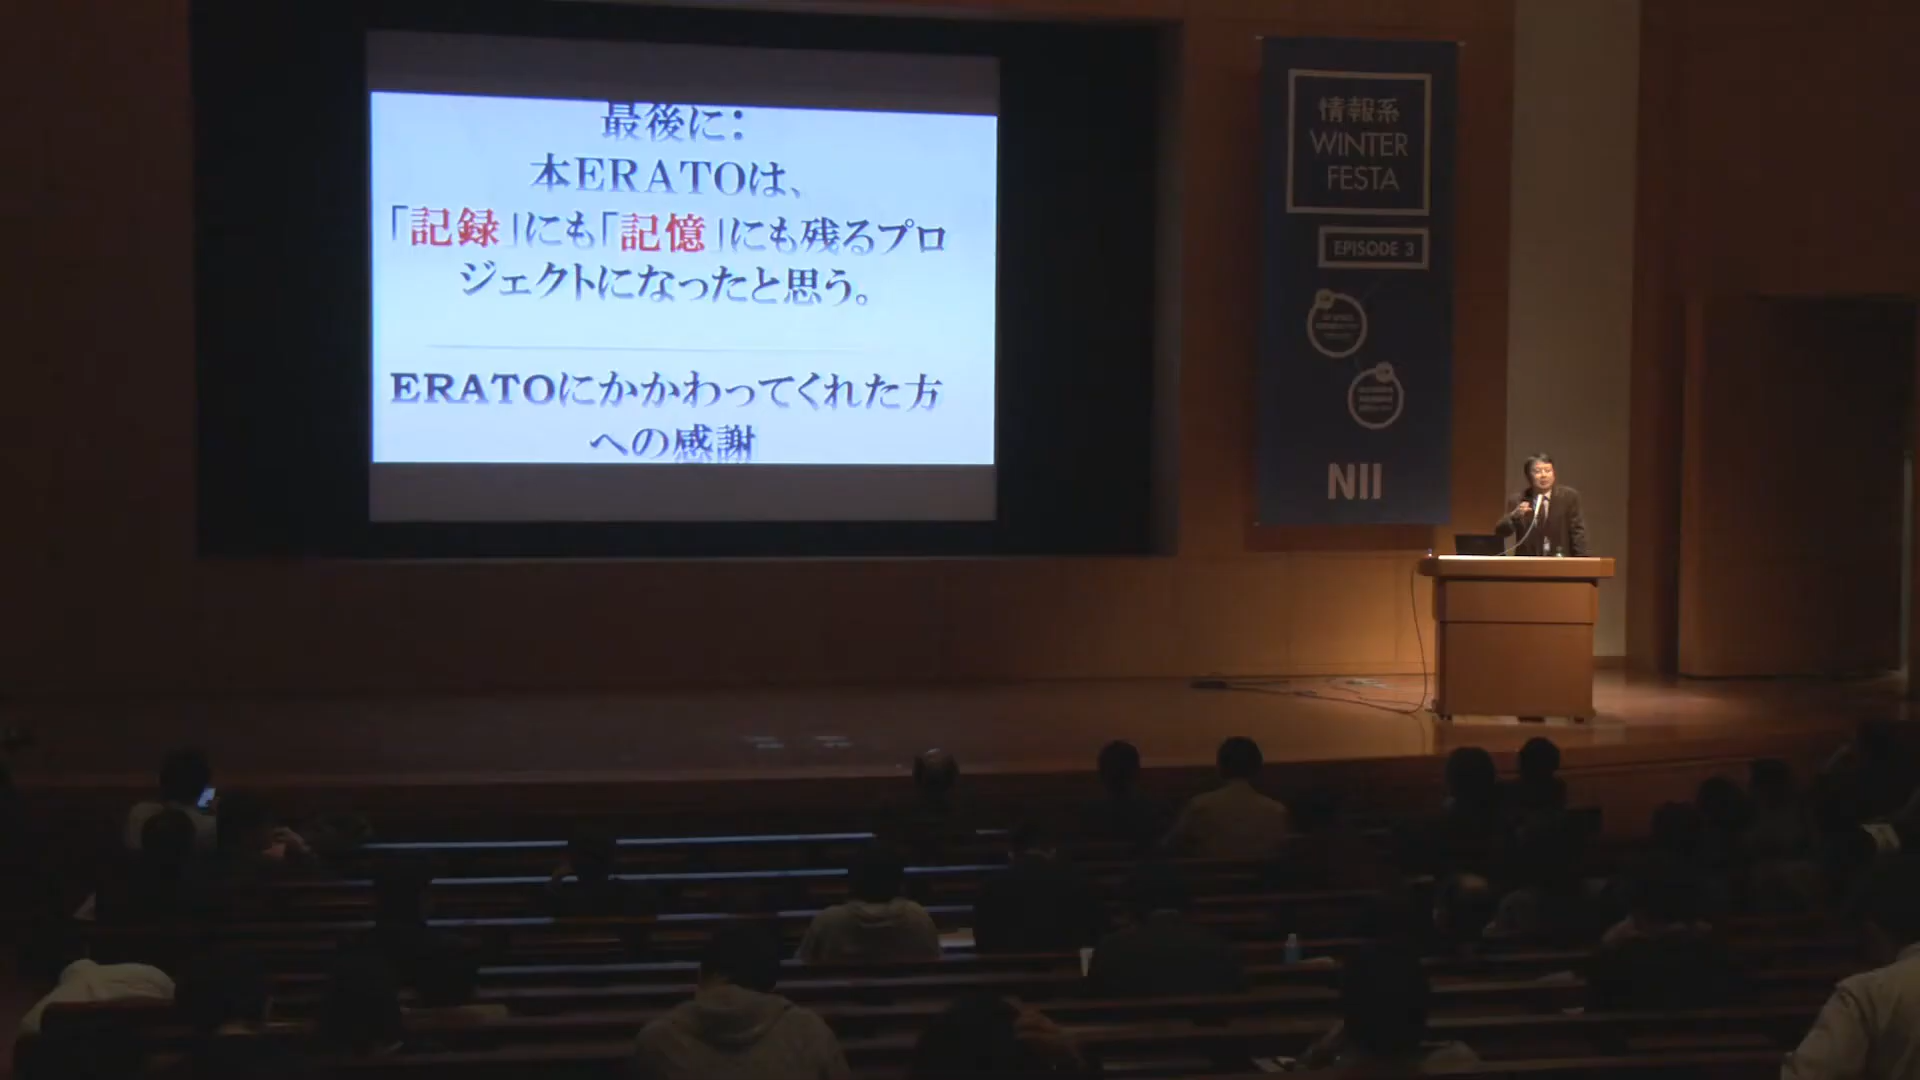 最後に：
本ERATOは、
「記録」にも「記憶」にも残るプロ
ジェクトになったと思う。
ERATOにかかわってくれた方
への感謝
情報系
WINTER
FESTA
EPISODE 3
NII